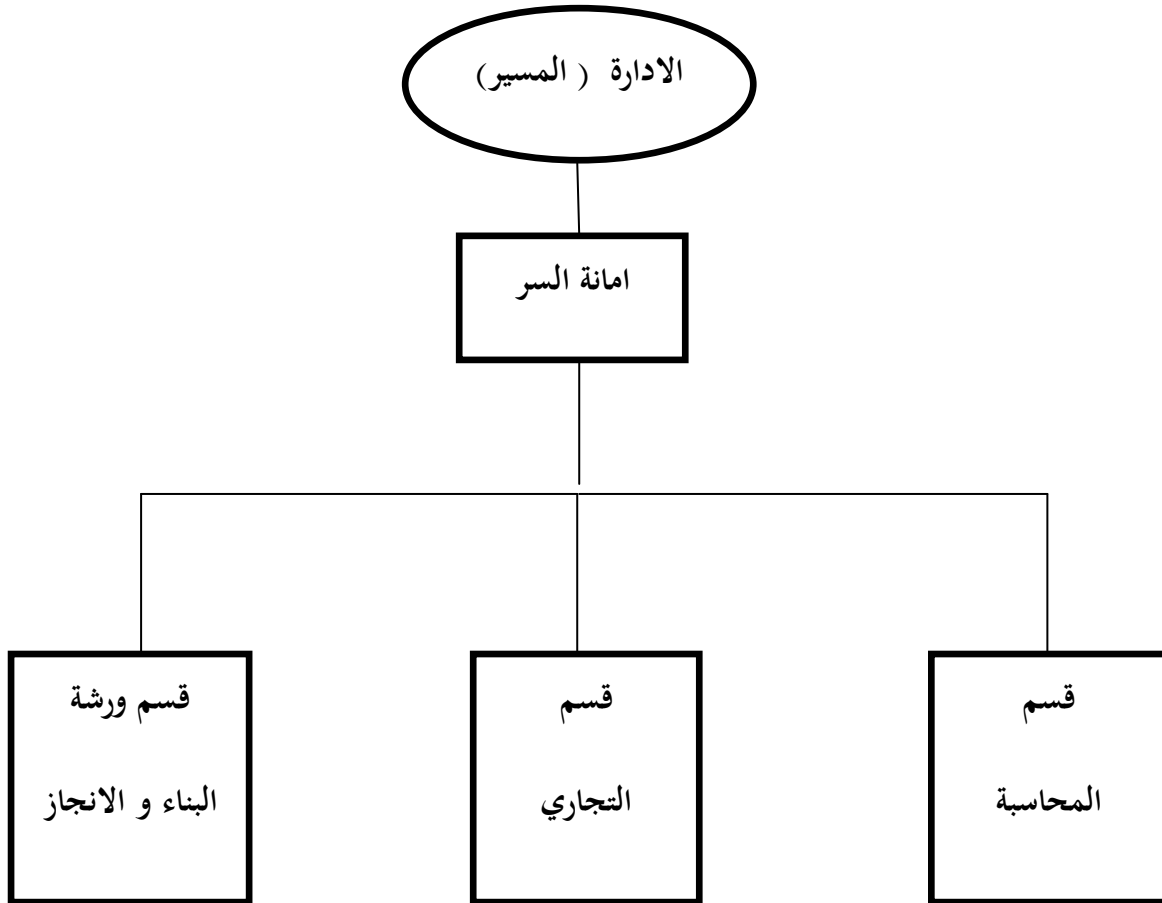 الادارة ( المسير)
امانة السر
قسم
المحاسبة
قسم
التجاري
قسم ورشة
البناء و الانجاز